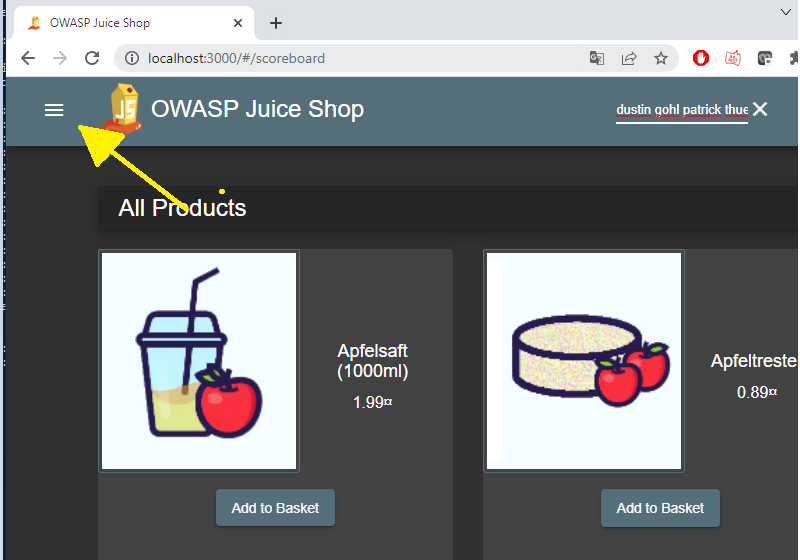 OWASP Juice Shop
localhost:3000/#/scoreboard
JS
OWASP Juice Shop
dustin gohl patrick thue
All Products
Apfelsaft
(1000ml)
1.99¤
Add to Basket
Apfeltreste
0.89¤
Add to Basket